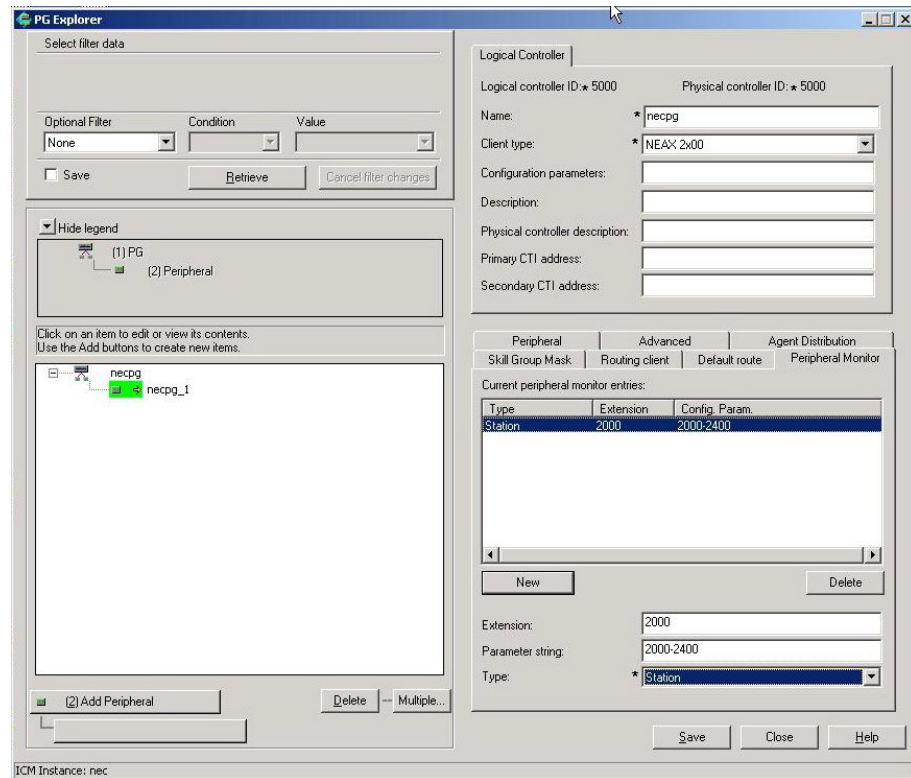 PG Explorer
Select filter data
Optional Filter Condition Value
None
Save Retrieve Cancel filter changes
Hide legend
(1) PG
(2) Peripheral
Click on an item to edit or view its contents.
Use the Add buttons to create new items.
necpg
necpg_1
(2) Add Peripheral Delete Multiple...
Logical Controller
Logical controller ID:* 5000 Physical controller ID: * 5000
Name: * necpg
Client type: * NEAX 2x00
Configuration parameters:
Description:
Physical controller description:
Primary CTI address:
Secondary CTI address:
Peripheral Advanced Agent Distribution
Skill Group Mask Routing client Default route Peripheral Monitor
Current peripheral monitor entries:
Type Extension Config. Param.
Station 2000 2000-2400
New Delete
Extension: 2000
Parameter string: 2000-2400
Type: * Station
Save Close Help
ICM Instance: nec